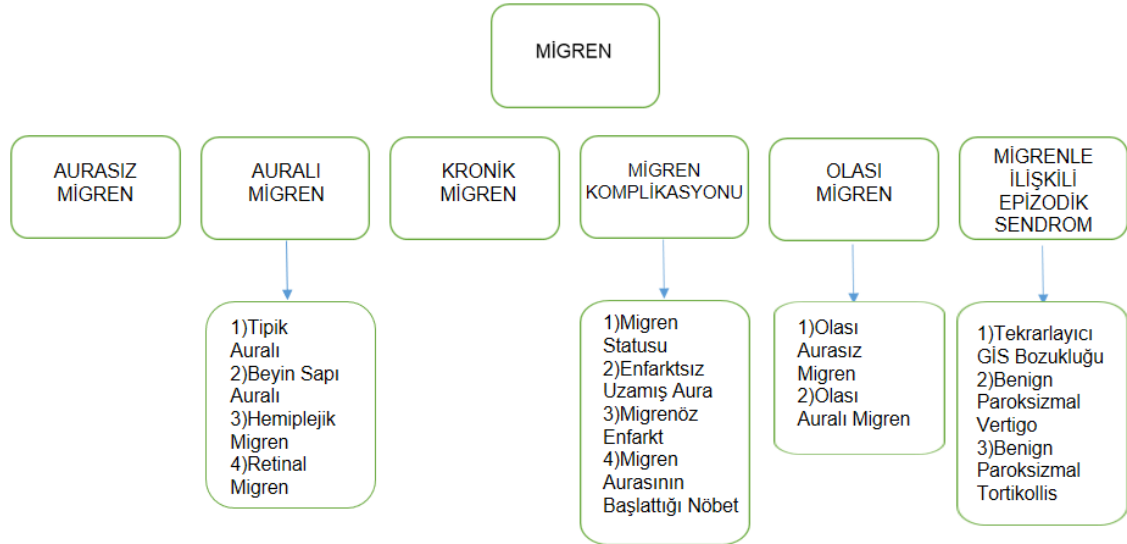 MİGREN
AURASIZ
MİGREN
AURALI
MİGREN
KRONİK
MİGREN
MİGREN
KOMPLİKASYONU
OLASI
MİGREN
MİGRENLE
İLİŞKİLİ
EPİZODİK
SENDROM
1)Tipik
Auralı
2)Beyin Sapı
Auralı
3)Hemiplejik
Migren
4)Retinal
Migren
1)Migren
Statusu
2)Enfarktsız
Uzamış Aura
3)Migrenöz
Enfarkt
4)Migren
Aurasının
Başlattığı Nöbet
1)Olası
Aurasız
Migren
2)Olası
Auralı Migren
1)Tekrarlayıcı
GİS Bozukluğu
2)Benign
Paroksizmal
Vertigo
3)Benign
Paroksizmal
Tortikollis